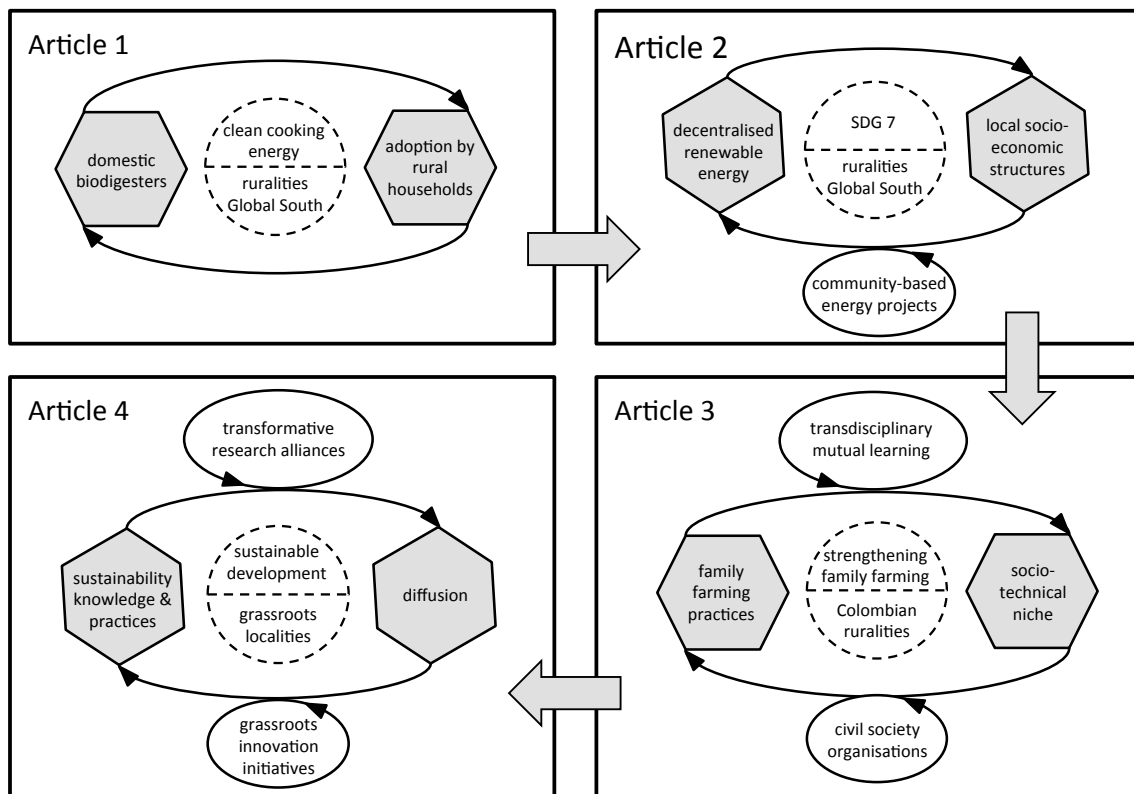 Article 1
clean cooking
energy
ruralities
Global South
domestic
biodigesters
adoption by
rural
households
Article 2
decentralised
renewable
energy
SDG 7
ruralities
Global South
local socio-
economic
structures
community-based
energy projects
Article 4
transformative
research alliances
sustainability
knowledge &
practices
sustainable
development
grassroots
localities
diffusion
grassroots
innovation
initiatives
Article 3
transdisciplinary
mutual learning
family
farming
practices
strengthening
family farming
Colombian
ruralities
socio-
technical
niche
civil society
organisations